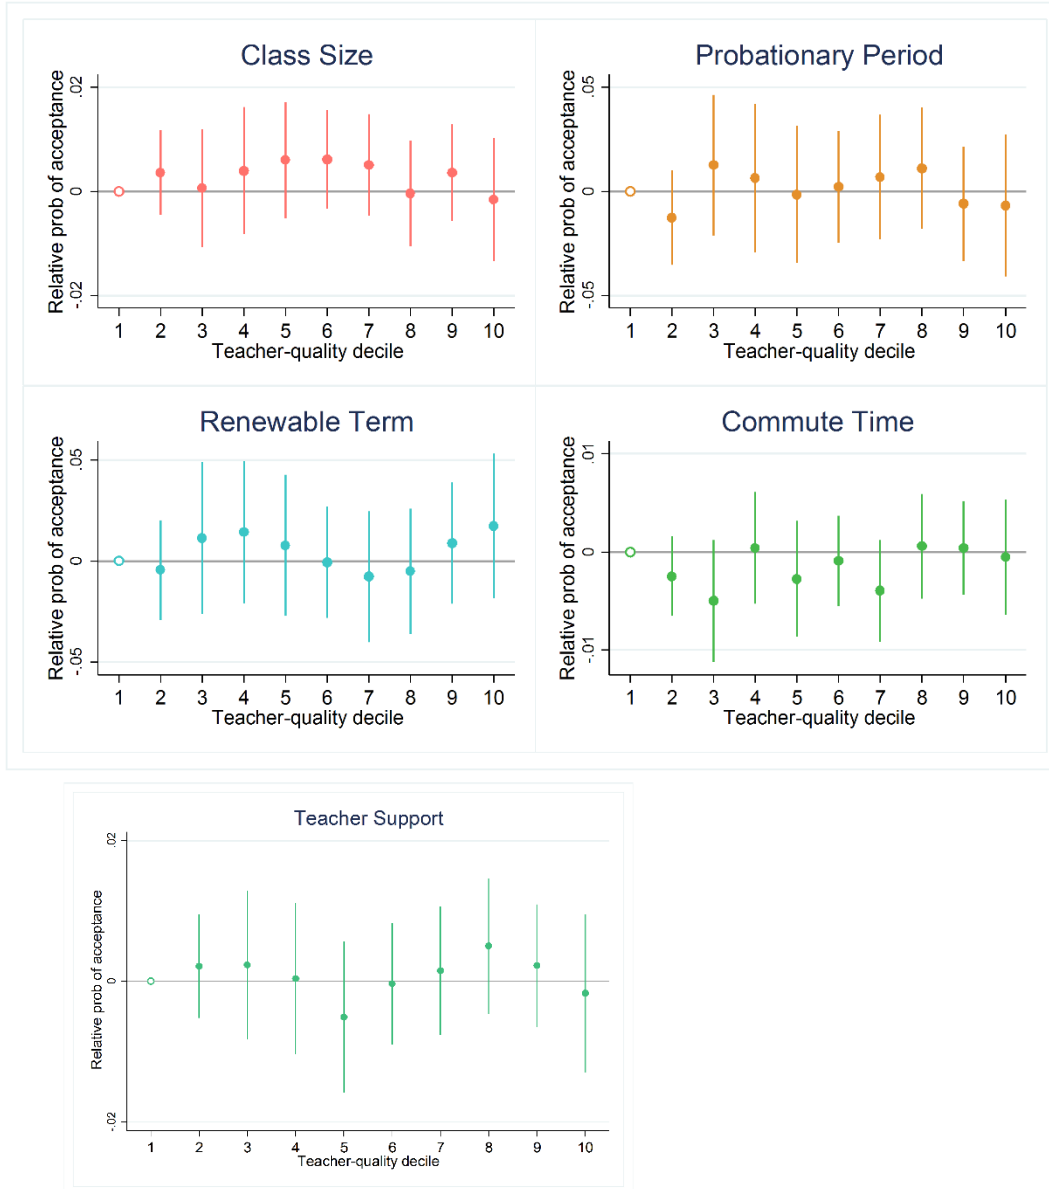 Class Size
Relative prob of acceptance
.02
0
-.02
1 2 3 4 5 6 7 8 9 10
Teacher-quality decile
Probationary Period
Relative prob of acceptance
.05
0
-.05
1 2 3 4 5 6 7 8 9 10
Teacher-quality decile
Renewable Term
Relative prob of acceptance
.05
0
-.05
1 2 3 4 5 6 7 8 9 10
Teacher-quality decile
Commute Time
Relative prob of acceptance
.01
0
-.01
1 2 3 4 5 6 7 8 9 10
Teacher-quality decile
Teacher Support
Relative prob of acceptance
.02
0
-.02
1 2 3 4 5 6 7 8 9 10
Teacher-quality decile